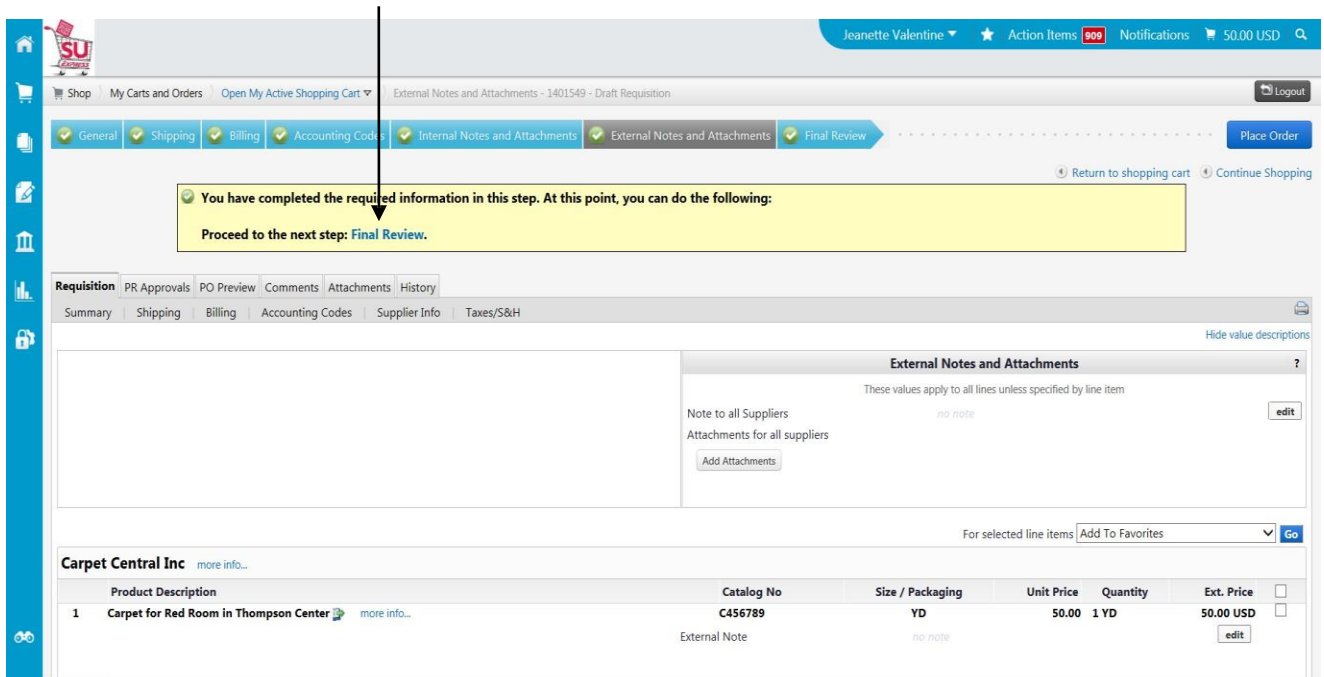 SU
EXPRESS
Jeanette Valentine Action Items 909 Notifications 50.00 USD
Shop My Carts and Orders Open My Active Shopping Cart External Notes and Attachments - 1401549 - Draft Requisition Logout
General Shipping Billing Accounting Codes Internal Notes and Attachments External Notes and Attachments Final Review Place Order
Return to shopping cart Continue Shopping
You have completed the required information in this step. At this point, you can do the following:
Proceed to the next step: Final Review.
Requisition PR Approvals PO Preview Comments Attachments History
Summary Shipping Billing Accounting Codes Supplier Info Taxes/S&H
Hide value descriptions
External Notes and Attachments ?
These values apply to all lines unless specified by line item
Note to all Suppliers no note edit
Attachments for all suppliers
Add Attachments
For selected line items Add To Favorites Go
Carpet Central Inc more info...
Product Description Catalog No Size / Packaging Unit Price Quantity Ext. Price
1 Carpet for Red Room in Thompson Center more info... C456789 YD 50.00 1 YD 50.00 USD
External Note no note edit